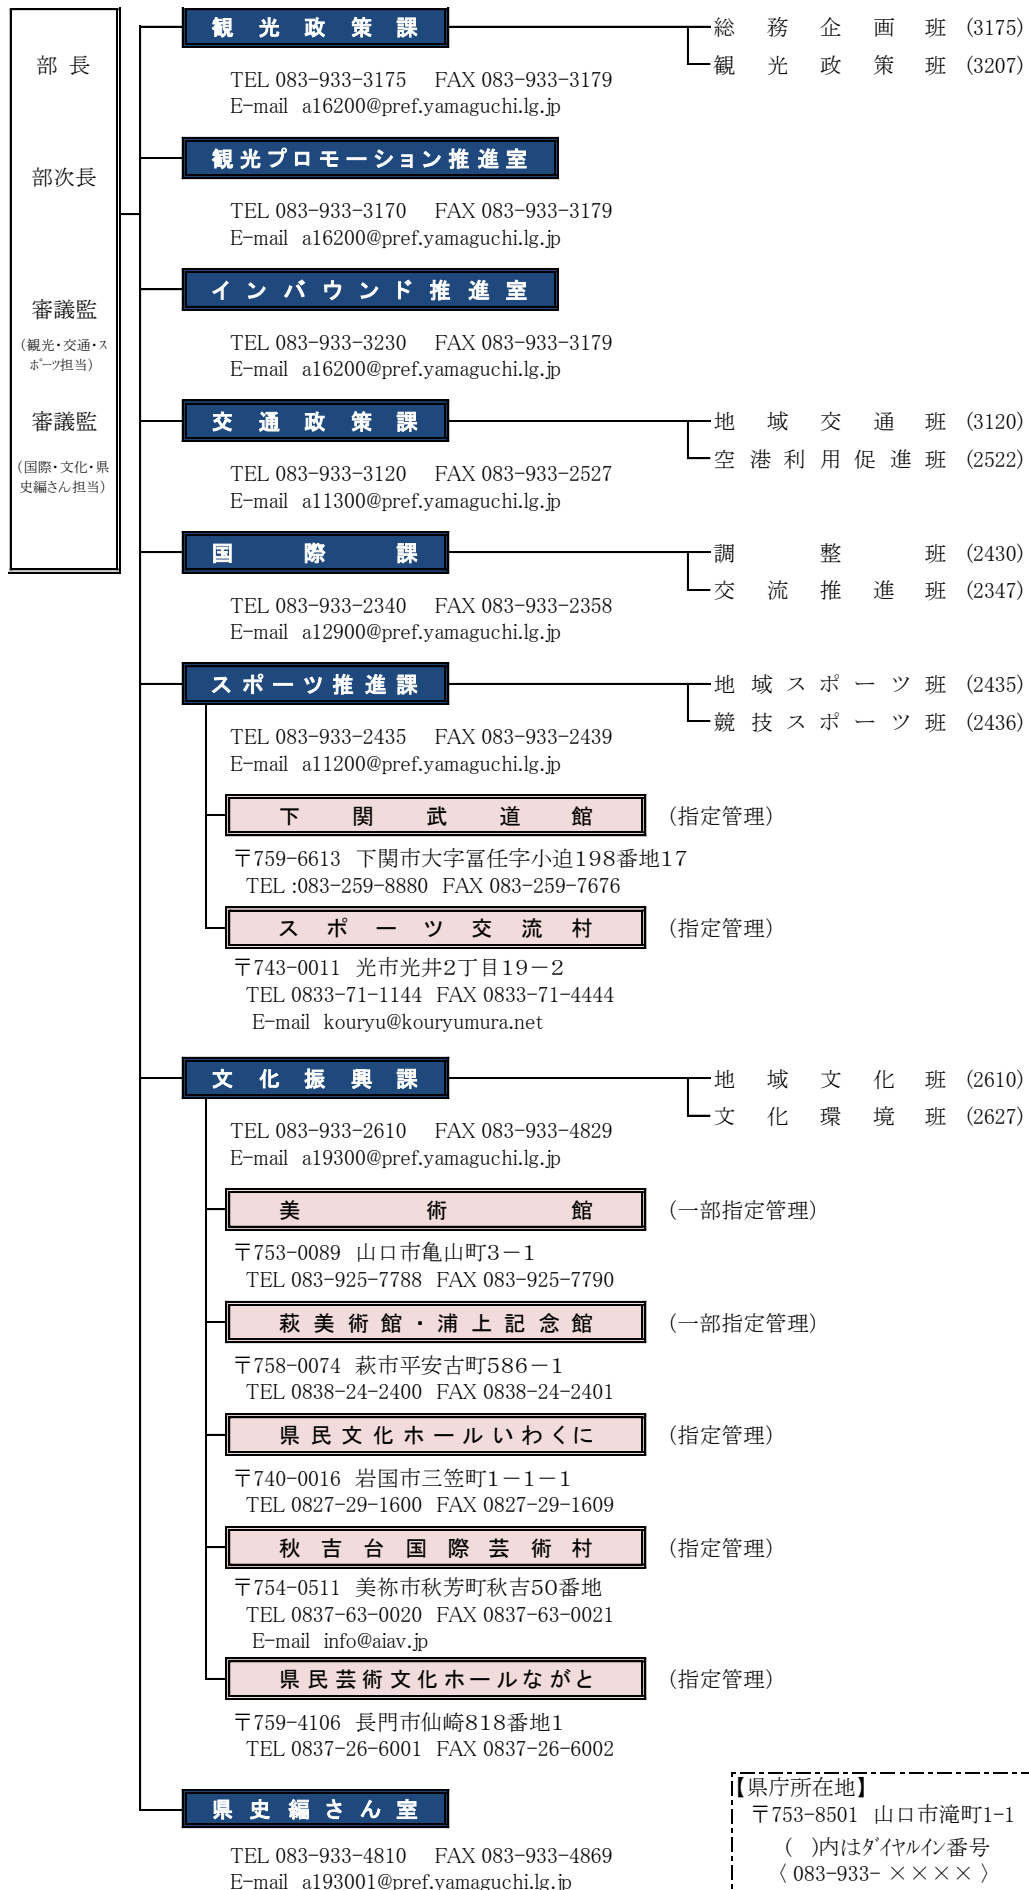 部 長
部次長
審議監
（観光・交通・ス
ポーツ担当）
審議監
（国際・文化・県
史編さん担当）
観光政策課
総務企画班 (3175)
観光政策班 (3207)
TEL 083-933-3175 FAX 083-933-3179
E-mail a16200@pref.yamaguchi.lg.jp
観光プロモーション推進室
TEL 083-933-3170 FAX 083-933-3179
E-mail a16200@pref.yamaguchi.lg.jp
インバウンド推進室
TEL 083-933-3230 FAX 083-933-3179
E-mail a16200@pref.yamaguchi.lg.jp
交通政策課
地域交通班 (3120)
空港利用促進班 (2522)
TEL 083-933-3120 FAX 083-933-2527
E-mail a11300@pref.yamaguchi.lg.jp
国際課
調整班 (2430)
交流推進班 (2347)
TEL 083-933-2340 FAX 083-933-2358
E-mail a12900@pref.yamaguchi.lg.jp
スポーツ推進課
地域スポーツ班 (2435)
競技スポーツ班 (2436)
TEL 083-933-2435 FAX 083-933-2439
E-mail a11200@pref.yamaguchi.lg.jp
下関武道館 （指定管理）
〒759-6613 下関市大字冨任字小迫198番地17
TEL :083-259-8880 FAX 083-259-7676
スポーツ交流村 （指定管理）
〒743-0011 光市光井2丁目19－2
TEL 0833-71-1144 FAX 0833-71-4444
E-mail kouryu@kouryumura.net
文化振興課
地域文化班 (2610)
文化環境班 (2627)
TEL 083-933-2610 FAX 083-933-4829
E-mail a19300@pref.yamaguchi.lg.jp
美術館 （一部指定管理）
〒753-0089 山口市亀山町3－1
TEL 083-925-7788 FAX 083-925-7790
萩美術館・浦上記念館 （一部指定管理）
〒758-0074 萩市平安古町586－1
TEL 0838-24-2400 FAX 0838-24-2401
県民文化ホールいわくに （指定管理）
〒740-0016 岩国市三笠町1－1－1
TEL 0827-29-1600 FAX 0827-29-1609
秋吉台国際芸術村 （指定管理）
〒754-0511 美祢市秋芳町秋吉50番地
TEL 0837-63-0020 FAX 0837-63-0021
E-mail info@aiav.jp
県民芸術文化ホールながと （指定管理）
〒759-4106 長門市仙崎818番地1
TEL 0837-26-6001 FAX 0837-26-6002
県史編さん室
TEL 083-933-4810 FAX 083-933-4869
E-mail a193001@pref.yamaguchi.lg.jp
【県庁所在地】
〒753-8501 山口市滝町1-1
（ ）内はダイヤルイン番号
〈 083-933- ×××× 〉